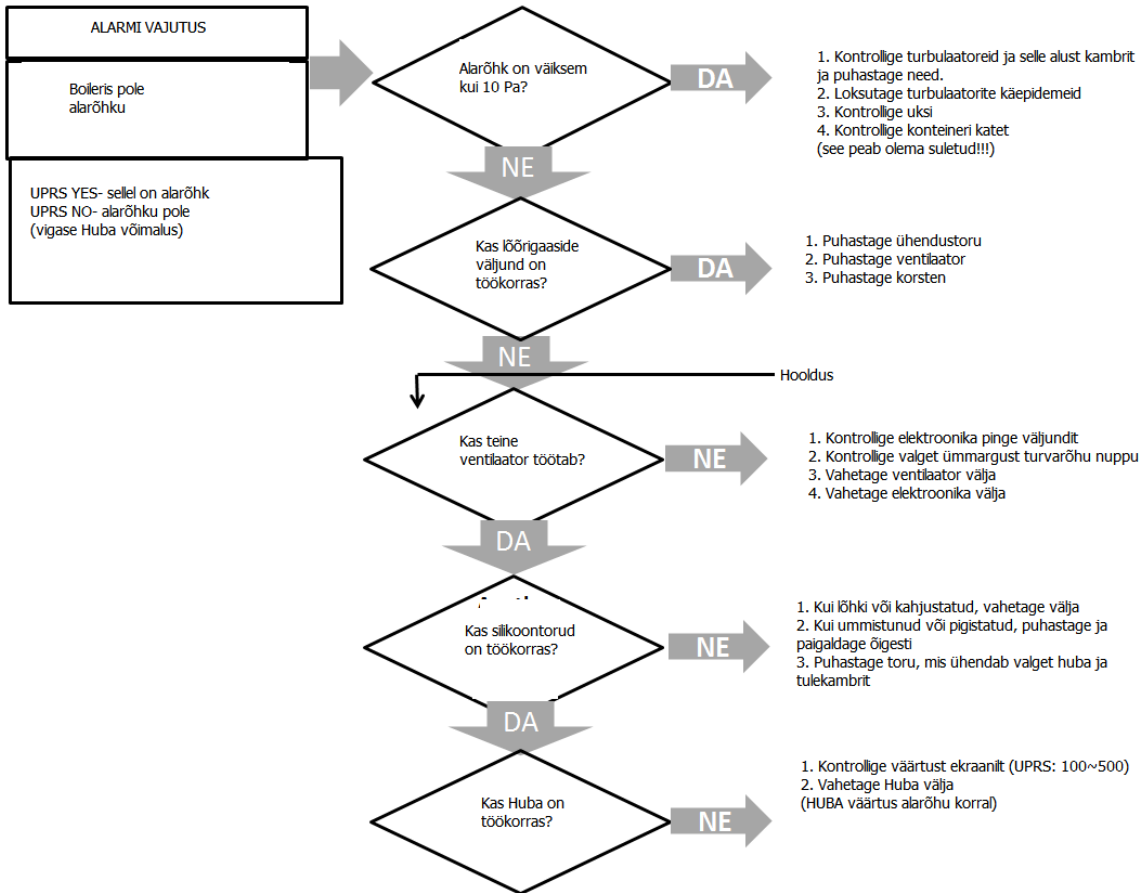 ALARMI VAJUTUS
Boileris pole
alarõhku
UPRS YES- sellel on alarõhk
UPRS NO- alarõhku pole
(vigase Huba võimalus)
Alarõhk on väiksem
kui 10 Pa?
DA
1. Kontrollige turbulaatoreid ja selle alust kambrit
ja puhastage need.
2. Loksutage turbulaatorite käepidemeid
3. Kontrollige uksi
4. Kontrollige konteineri katet
(see peab olema suletud!!!)
NE
Kas lõõrigaaside
väljund on
töökorras?
DA
1. Puhastage ühendustoru
2. Puhastage ventilaator
3. Puhastage korsten
NE
Hooldus
Kas teine
ventilaator töötab?
NE
1. Kontrollige elektroonika pinge väljundit
2. Kontrollige valget ümmargust turvarõhu nuppu
3. Vahetage ventilaator välja
4. Vahetage elektroonika välja
DA
Kas silikoontorud
on töökorras?
NE
1. Kui lõhki või kahjustatud, vahetage välja
2. Kui ummistunud või pigistatud, puhastage ja
paigaldage õigesti
3. Puhastage toru, mis ühendab valget huba ja
tulekambrit
DA
Kas Huba on
töökorras?
NE
1. Kontrollige väärtust ekraanilt (UPRS: 100~500)
2. Vahetage Huba välja
(HUBA väärtus alarõhu korral)